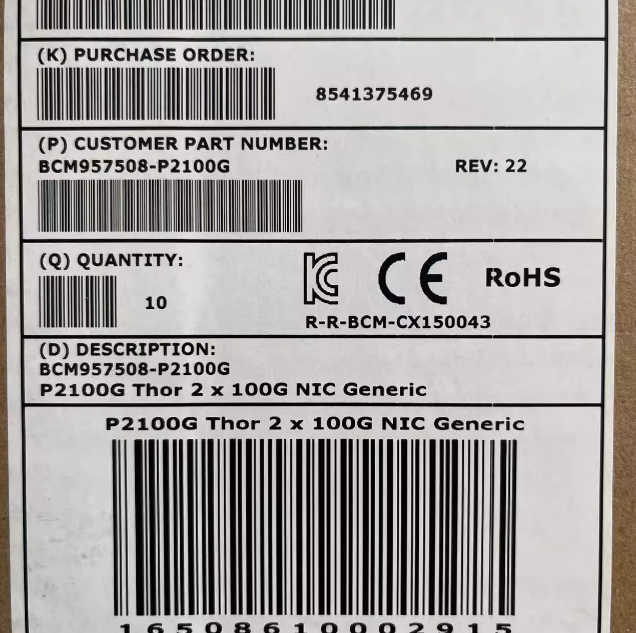 (K) PURCHASE ORDER:
8541375469
(P) CUSTOMER PART NUMBER:
BCM957508-P2100G
REV: 22
(Q) QUANTITY:
10
CE
RoHS
R-R-BCM-CX150043
(D) DESCRIPTION:
BCM957508-P2100G
P2100G Thor 2 x 100G NIC Generic
P2100G Thor 2 x 100G NIC Generic
16508610002915